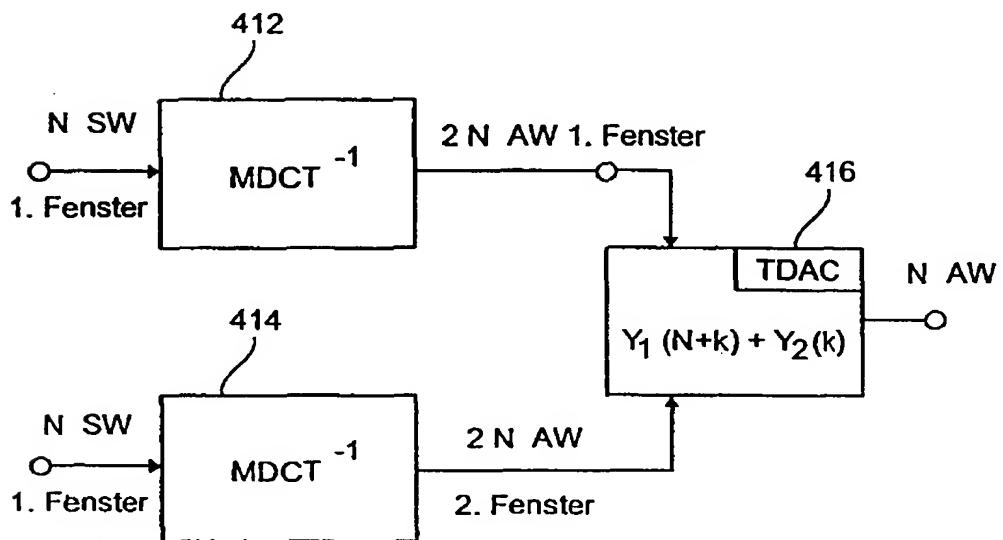 412
N SW
1. Fenster
MDCT -1
2 N AW 1. Fenster
416
TDAC
Y1 (N+k) + Y2(k)
N AW
414
N SW
1. Fenster
MDCT -1
2 N AW
2. Fenster